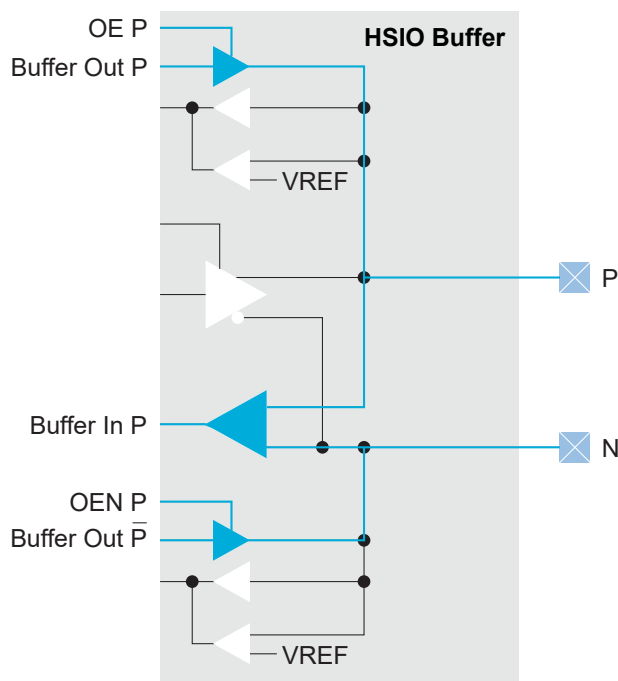 OE P
HSIO Buffer
Buffer Out P
VREF
P
Buffer In P
N
OEN P
Buffer Out P̅
VREF